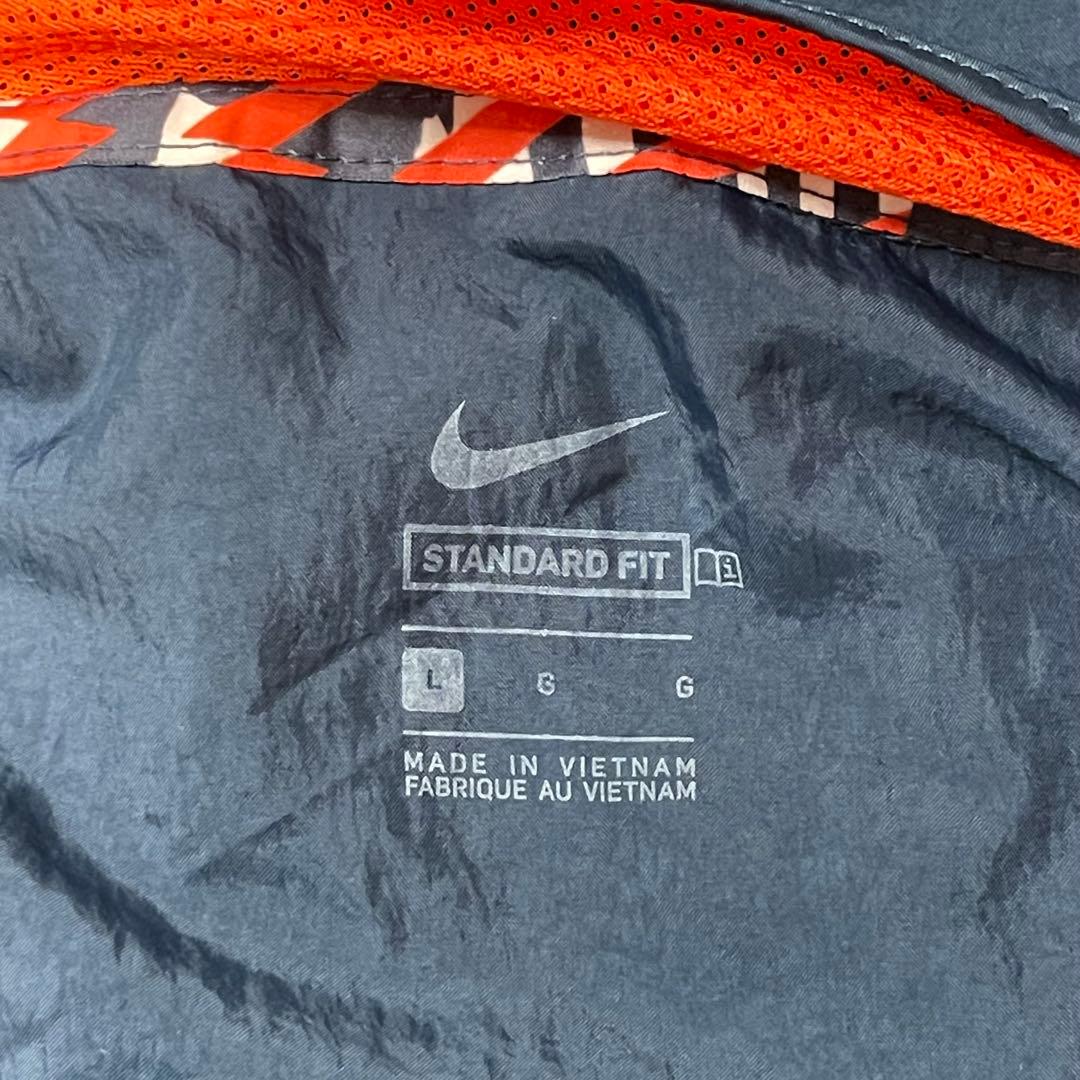 STANDARD FIT i
L G G
MADE IN VIETNAM
FABRIQUE AU VIETNAM